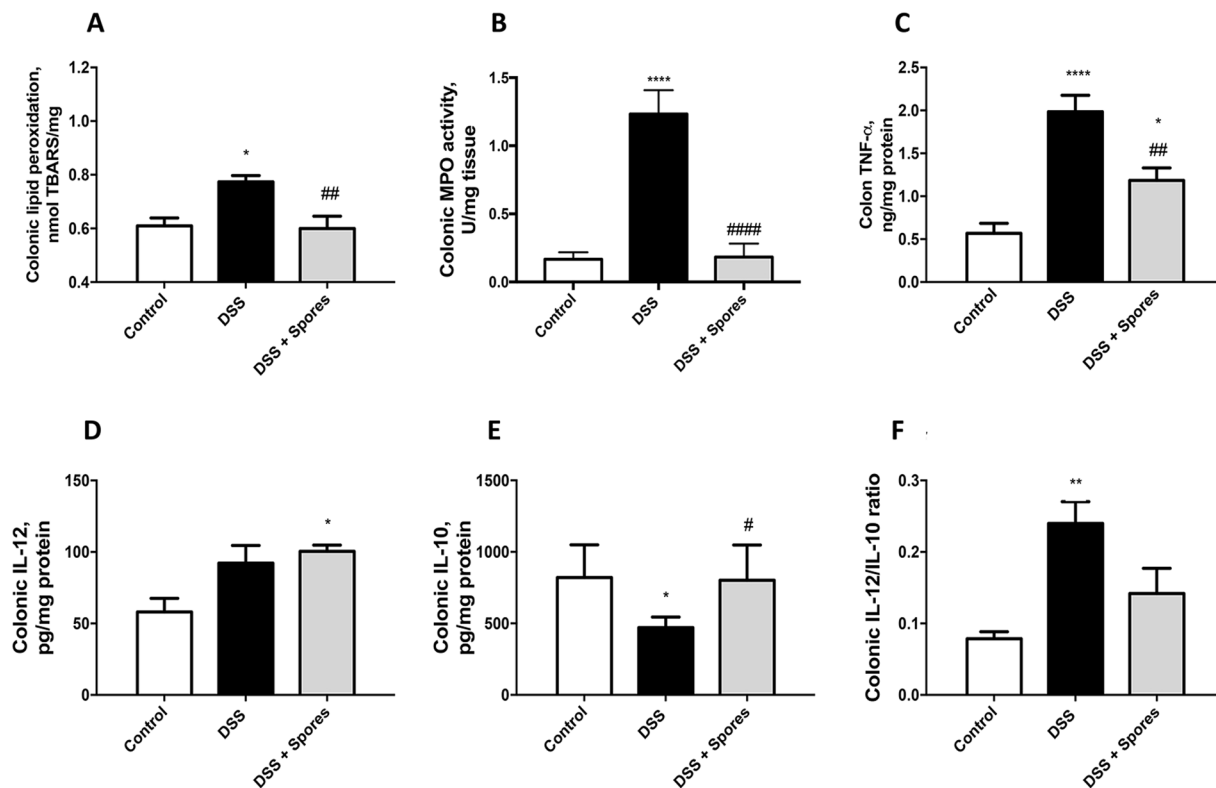 A
Colonic lipid peroxidation,
nmol TBARS/mg
1.2
1.0
0.8
0.6
0.4
*
##
Control
DSS
DSS + Spores
B
Colonic MPO activity,
U/mg tissue
1.5
1.0
0.5
0.0
****
####
Control
DSS
DSS + Spores
C
Colon TNF-α,
ng/mg protein
2.5
2.0
1.5
1.0
0.5
0.0
****
*
##
Control
DSS
DSS + Spores
D
Colonic IL-12,
pg/mg protein
150
100
50
0
*
Control
DSS
DSS + Spores
E
Colonic IL-10,
pg/mg protein
1500
1000
500
0
*
#
Control
DSS
DSS + Spores
F
Colonic IL-12/IL-10 ratio
0.3
0.2
0.1
0.0
**
Control
DSS
DSS + Spores